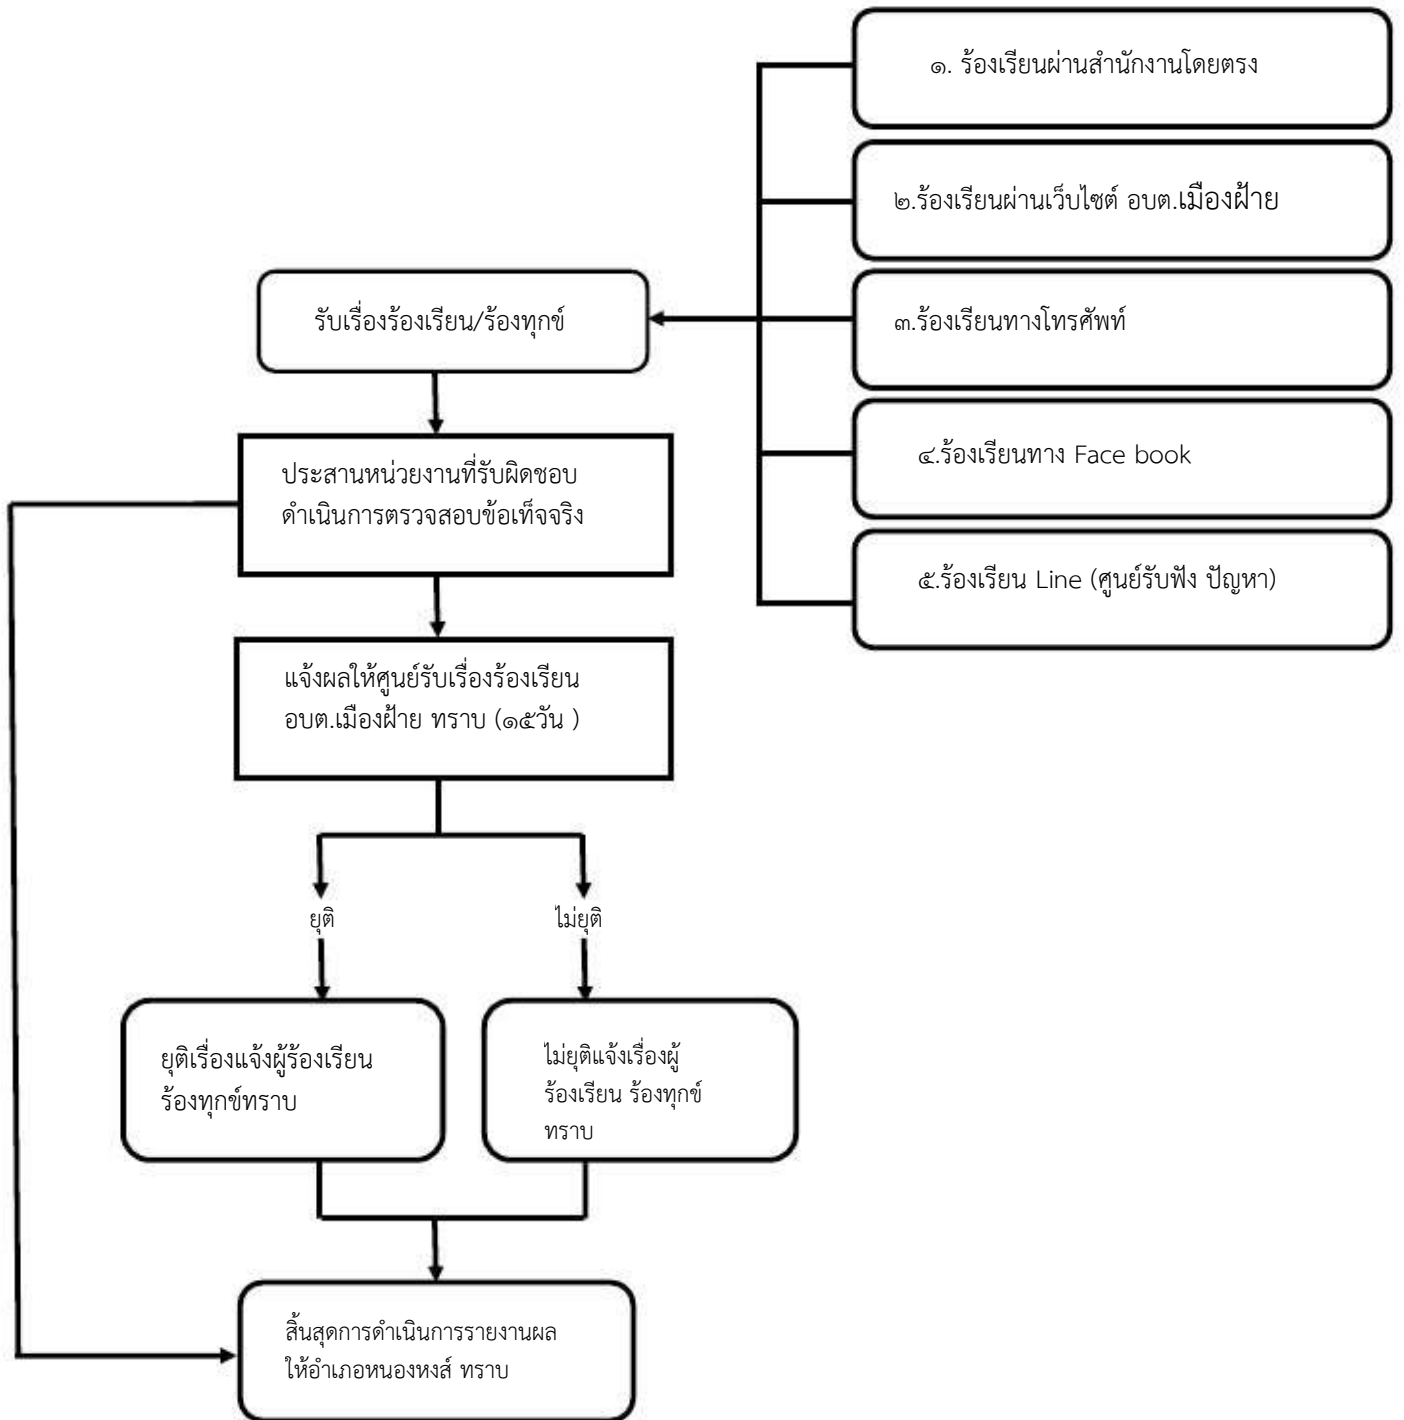 ๑. ร้องเรียนผ่านสำนักงานโดยตรง
๒.ร้องเรียนผ่านเว็บไซต์ อบต.เมืองฝ้าย
รับเรื่องร้องเรียน/ร้องทุกข์
๓.ร้องเรียนทางโทรศัพท์
๔.ร้องเรียนทาง Face book
ประสานหน่วยงานที่รับผิดชอบ
ดำเนินการตรวจสอบข้อเท็จจริง
๕.ร้องเรียน Line (ศูนย์รับฟัง ปัญหา)
แจ้งผลให้ศูนย์รับเรื่องร้องเรียน
อบต.เมืองฝ้าย ทราบ (๑๕วัน )
ยุติ
ไม่ยุติ
ยุติเรื่องแจ้งผู้ร้องเรียน
ร้องทุกข์ทราบ
ไม่ยุติแจ้งเรื่องผู้
ร้องเรียน ร้องทุกข์
ทราบ
สิ้นสุดการดำเนินการรายงานผล
ให้อำเภอหนองหงส์ ทราบ